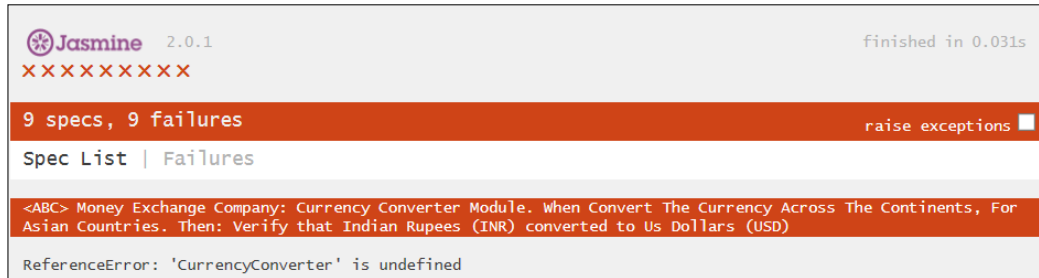 Jasmine 2.0.1 finished in 0.031s
×××××××××
9 specs, 9 failures raise exceptions
Spec List | Failures
<ABC> Money Exchange Company: Currency Converter Module. When Convert The Currency Across The Continents, For
Asian Countries. Then: Verify that Indian Rupees (INR) converted to Us Dollars (USD)
ReferenceError: 'CurrencyConverter' is undefined